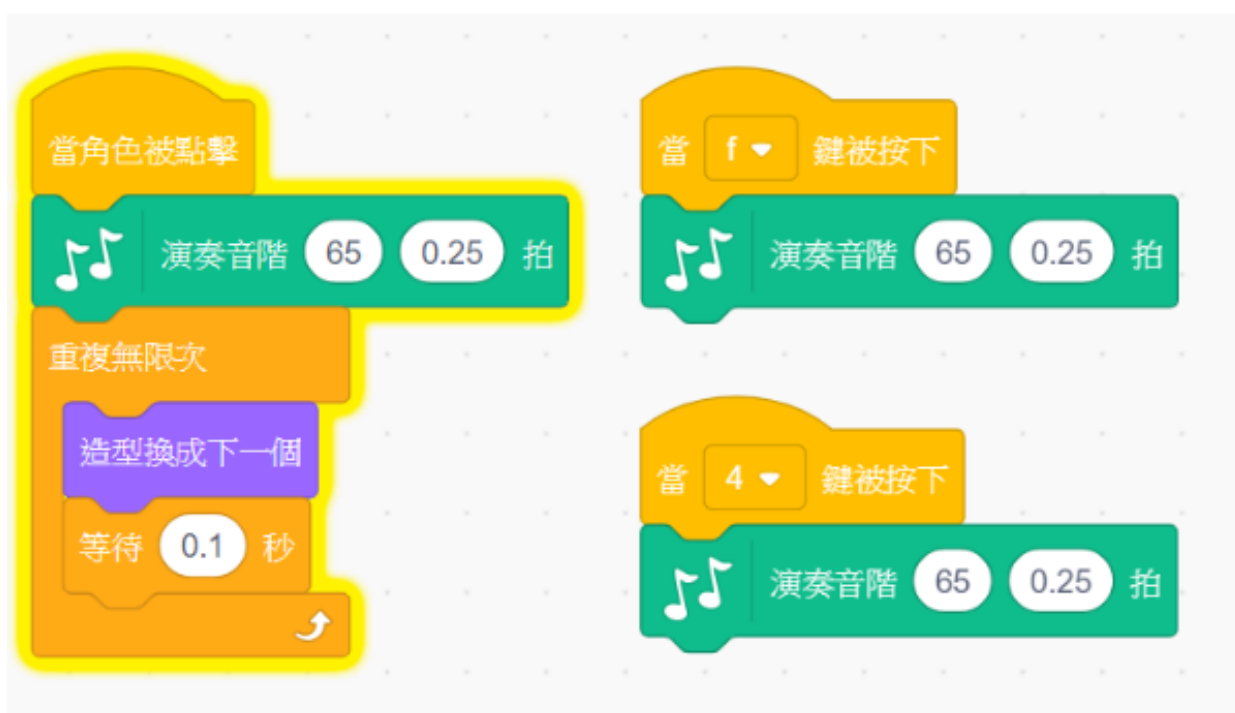 當角色被點擊
演奏音階 65 0.25 拍
重複無限次
造型換成下一個
等待 0.1 秒
當 f 鍵被按下
演奏音階 65 0.25 拍
當 4 鍵被按下
演奏音階 65 0.25 拍